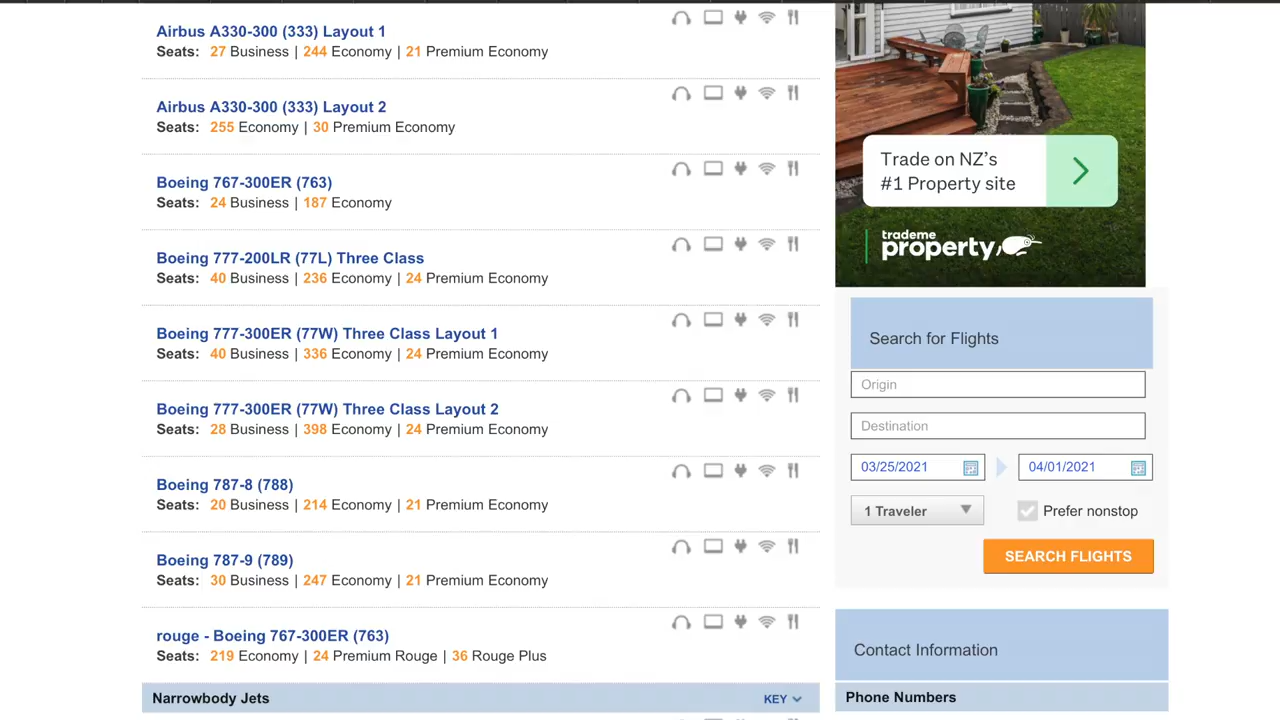 Airbus A330-300 (333) Layout 1
Seats: 27 Business | 244 Economy | 21 Premium Economy
Airbus A330-300 (333) Layout 2
Seats: 255 Economy | 30 Premium Economy
Boeing 767-300ER (763)
Seats: 24 Business | 187 Economy
Boeing 777-200LR (77L) Three Class
Seats: 40 Business | 236 Economy | 24 Premium Economy
Boeing 777-300ER (77W) Three Class Layout 1
Seats: 40 Business | 336 Economy | 24 Premium Economy
Boeing 777-300ER (77W) Three Class Layout 2
Seats: 28 Business | 398 Economy | 24 Premium Economy
Boeing 787-8 (788)
Seats: 20 Business | 214 Economy | 21 Premium Economy
Boeing 787-9 (789)
Seats: 30 Business | 247 Economy | 21 Premium Economy
rouge - Boeing 767-300ER (763)
Seats: 219 Economy | 24 Premium Rouge | 36 Rouge Plus
Narrowbody Jets KEY
Trade on NZ's
#1 Property site
trademe
property
Search for Flights
Origin
Destination
03/25/2021 04/01/2021
1 Traveler Prefer nonstop
SEARCH FLIGHTS
Contact Information
Phone Numbers